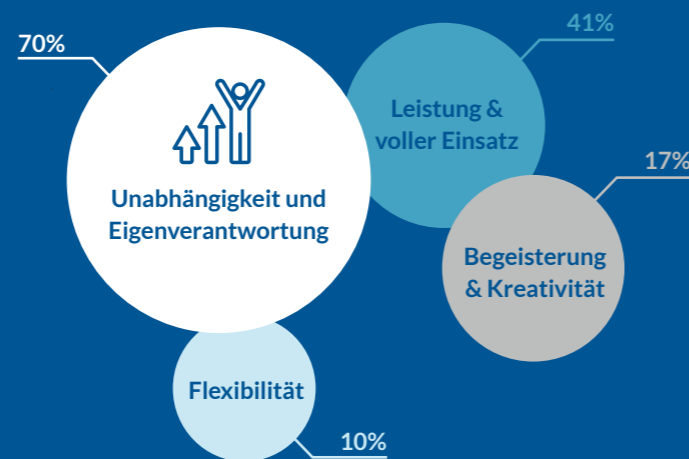 70%
Unabhängigkeit und
Eigenverantwortung
41%
Leistung &
voller Einsatz
17%
Begeisterung
& Kreativität
Flexibilität
10%